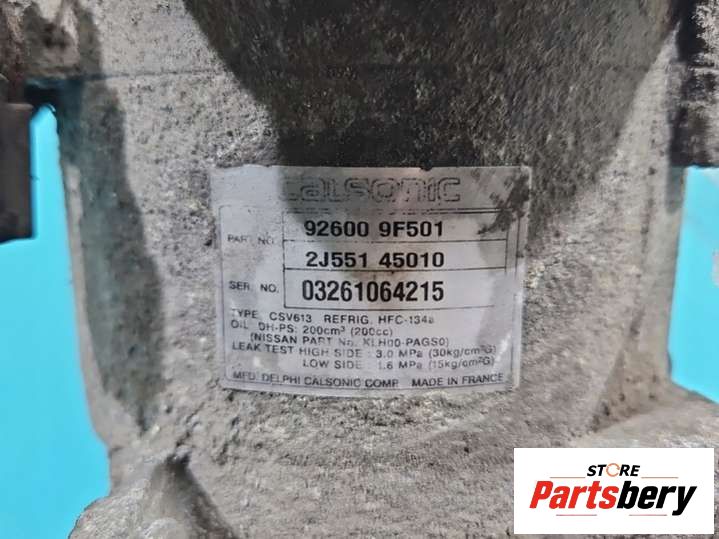 calsonic
PART NO. 92600 9F501
2J551 45010
SER. NO. 03261064215
TYPE CSV613 REFRIG. HFC-134a
OIL DH-PS: 200cm³ (200cc)
(NISSAN PART No. KLH00-PAGS0)
LEAK TEST HIGH SIDE : 3.0 MPa (30kg/cm²G)
LOW SIDE : 1.6 MPa (15kg/cm²G)
MFD. DELPHI CALSONIC COMP. MADE IN FRANCE
STORE
Partsbery